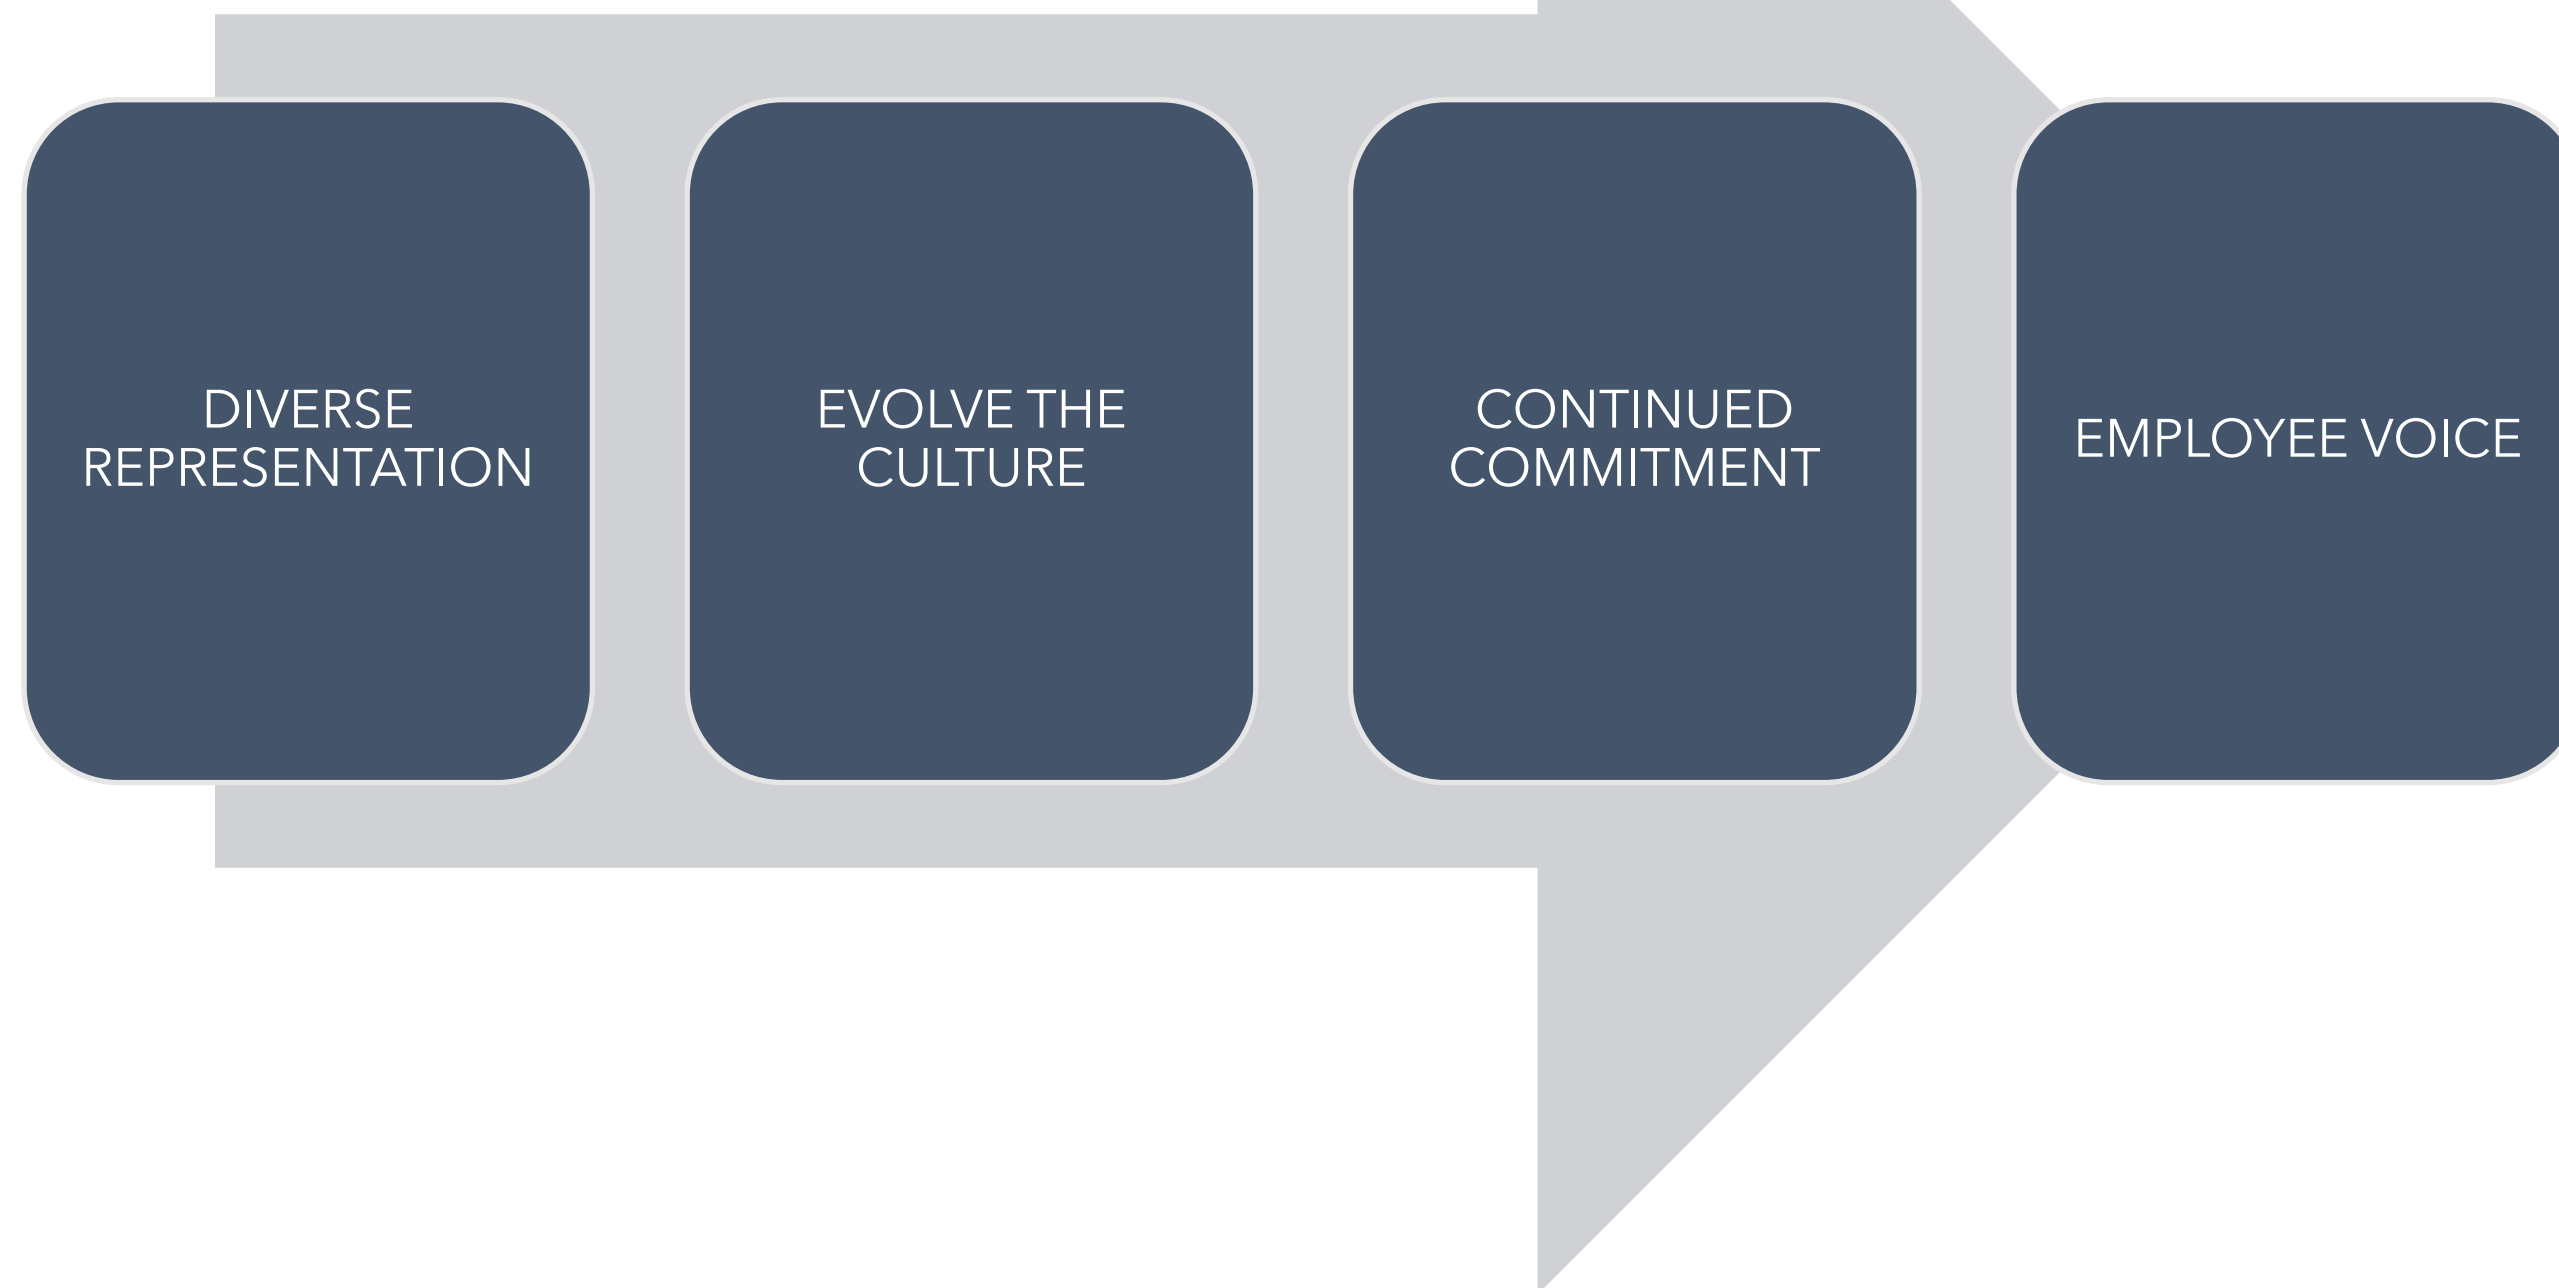 DIVERSE
REPRESENTATION
EVOLVE THE
CULTURE
CONTINUED
COMMITMENT
EMPLOYEE VOICE